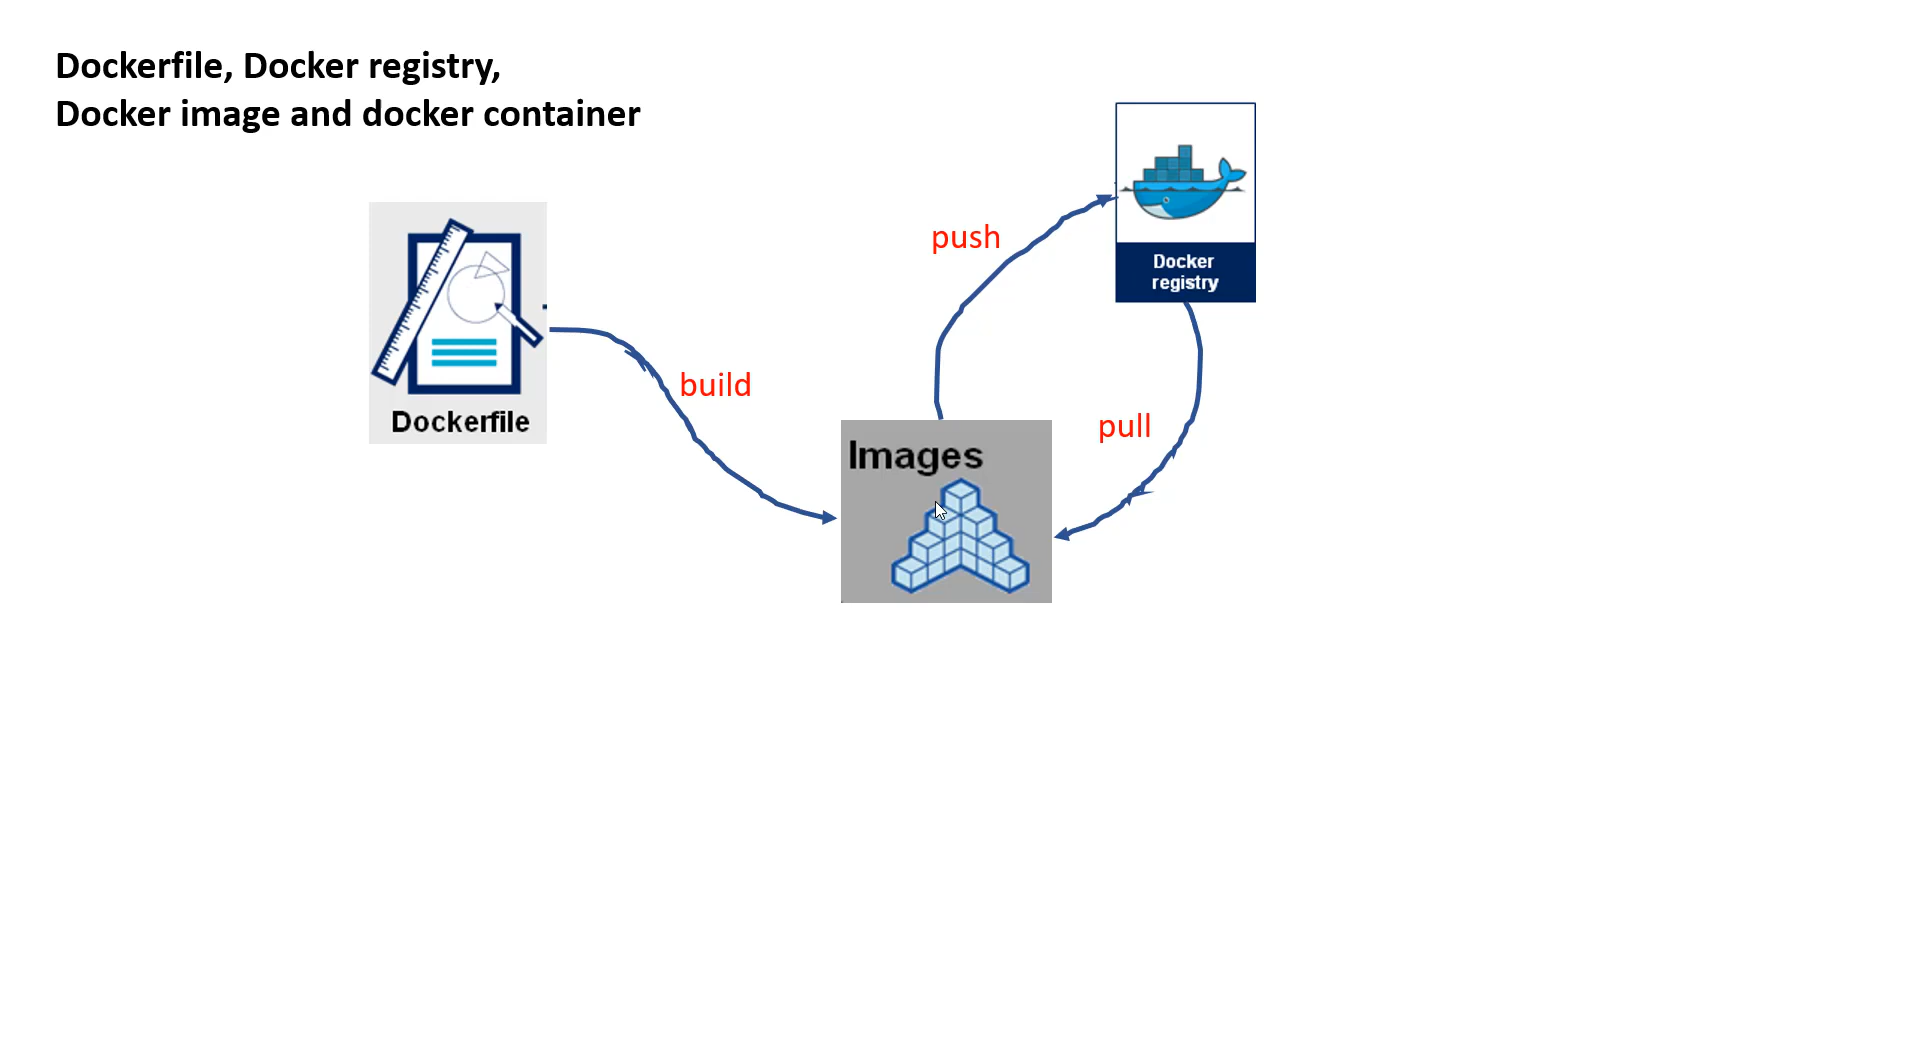 Dockerfile, Docker registry,
Docker image and docker container
Dockerfile
build
push
Docker
registry
pull
Images